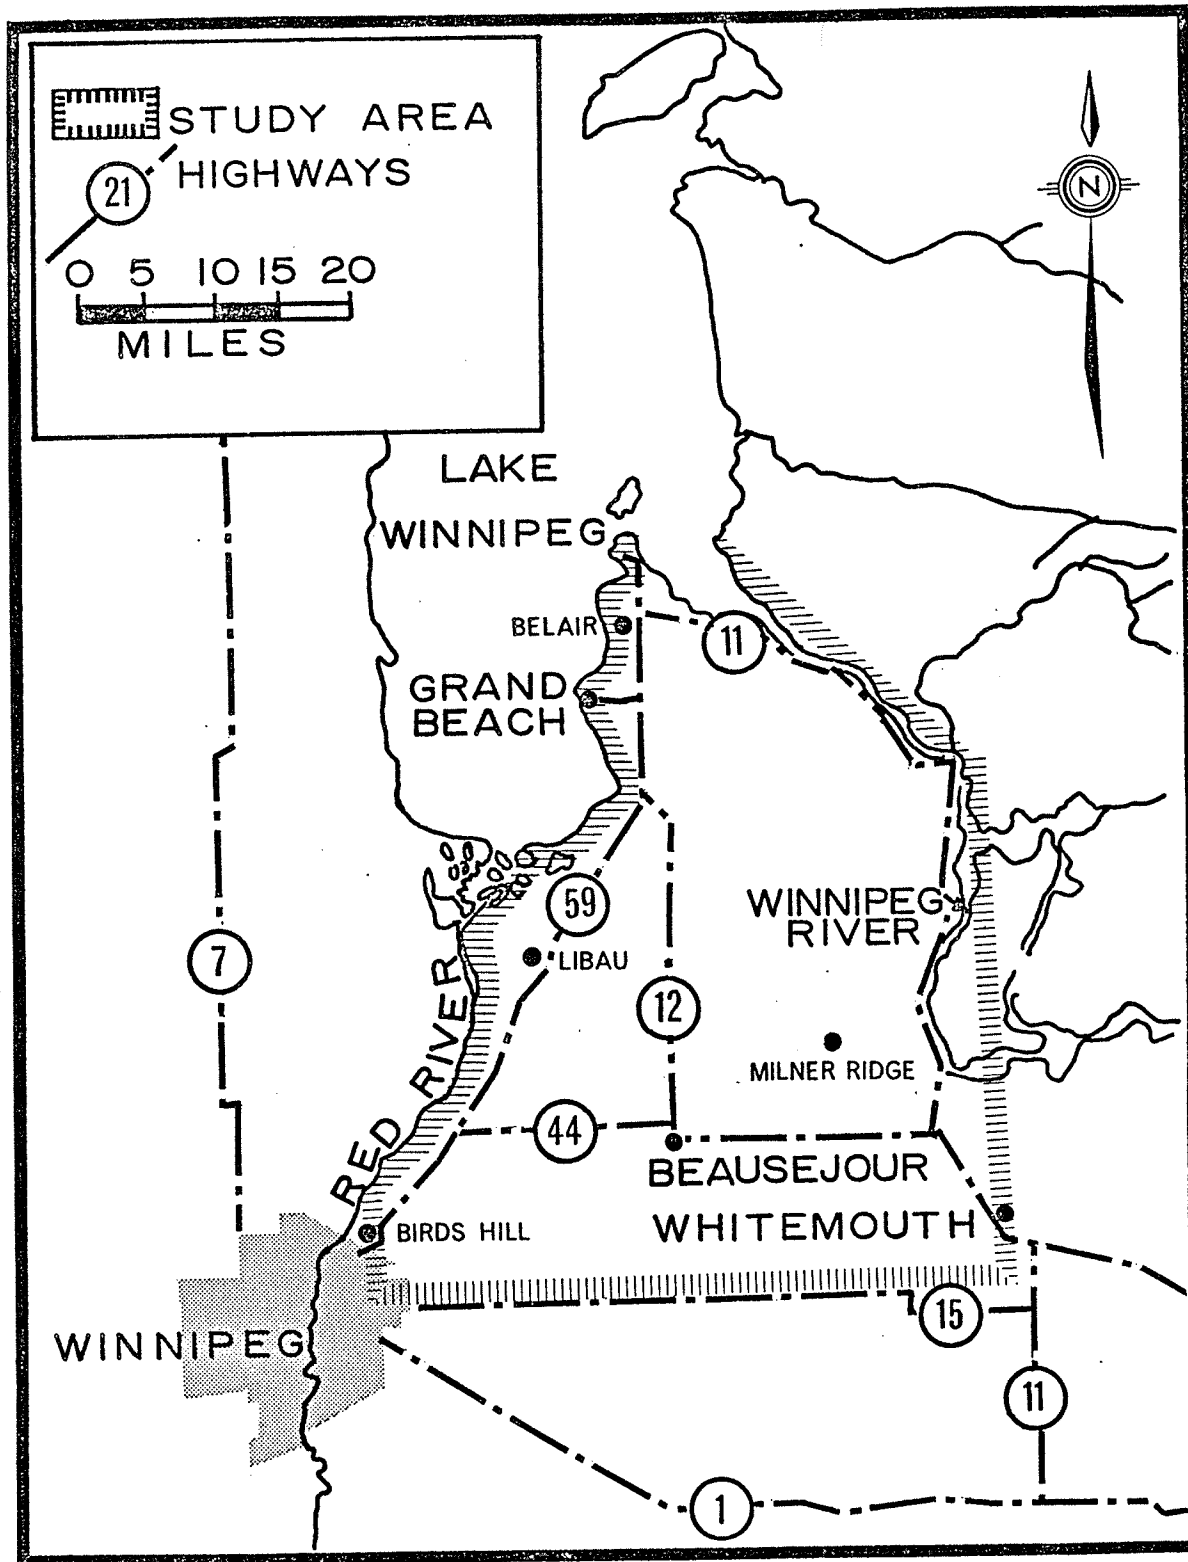 STUDY AREA
HIGHWAYS
21
0 5 10 15 20
MILES
N
LAKE
WINNIPEG
BELAIR
11
GRAND
BEACH
59
WINNIPEG
RIVER
7
LIBAU
12
RED RIVER
MILNER RIDGE
44
BEAUSEJOUR
WHITEMOUTH
BIRDS HILL
15
WINNIPEG
11
1